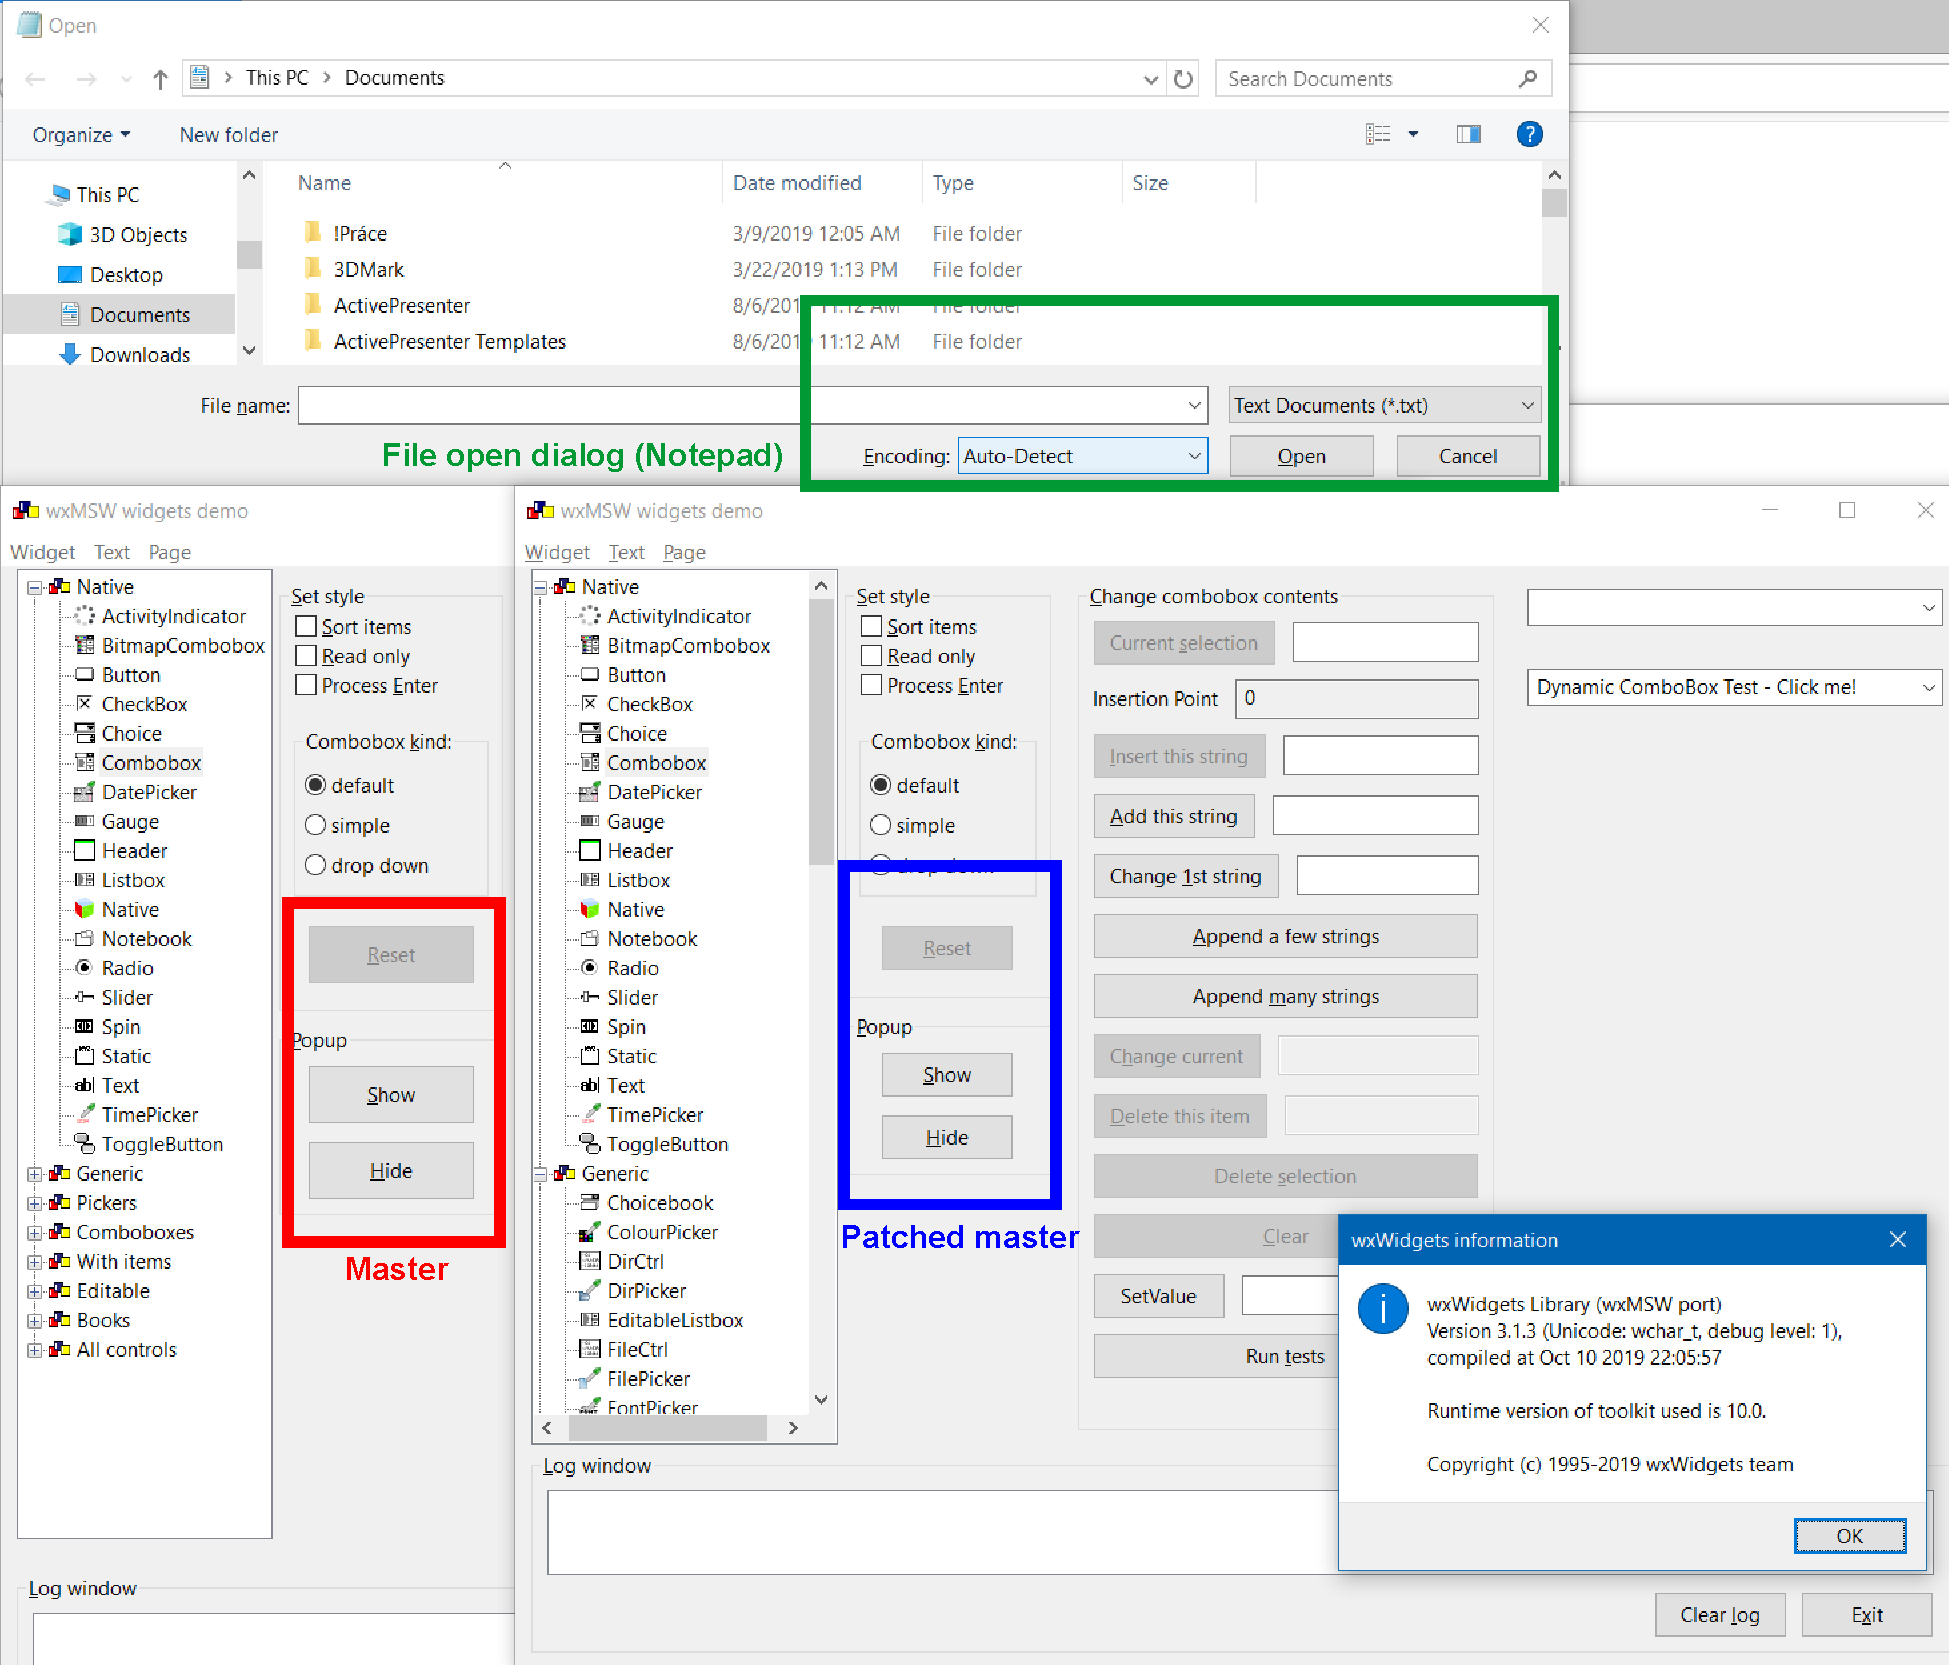 Open
This PC
Documents
Search Documents
Organize
New folder
Name
Date modified
Type
Size
This PC
3D Objects
Desktop
Documents
Downloads
!Práce
3/9/2019 12:05 AM
File folder
3DMark
3/22/2019 1:13 PM
File folder
ActivePresenter
8/6/2019 11:12 AM
File folder
ActivePresenter Templates
8/6/2019 11:12 AM
File folder
File name:
Text Documents (*.txt)
File open dialog (Notepad)
Encoding:
Auto-Detect
Open
Cancel
wxMSW widgets demo
Widget Text Page
Native
ActivityIndicator
BitmapCombobox
Button
CheckBox
Choice
Combobox
DatePicker
Gauge
Header
Listbox
Native
Notebook
Radio
Slider
Spin
Static
Text
TimePicker
ToggleButton
Generic
Pickers
Comboboxes
With items
Editable
Books
All controls
Set style
Sort items
Read only
Process Enter
Combobox kind:
default
simple
drop down
Reset
Popup
Show
Hide
Master
Log window
wxMSW widgets demo
Widget Text Page
Native
ActivityIndicator
BitmapCombobox
Button
CheckBox
Choice
Combobox
DatePicker
Gauge
Header
Listbox
Native
Notebook
Radio
Slider
Spin
Static
Text
TimePicker
ToggleButton
Generic
Choicebook
ColourPicker
DirCtrl
DirPicker
EditableListbox
FileCtrl
FilePicker
FontPicker
Set style
Sort items
Read only
Process Enter
Combobox kind:
default
simple
drop down
Reset
Popup
Show
Hide
Patched master
Change combobox contents
Current selection
Insertion Point
0
Insert this string
Add this string
Change 1st string
Append a few strings
Append many strings
Change current
Delete this item
Delete selection
Clear
SetValue
Run tests
Dynamic ComboBox Test - Click me!
Log window
Clear log
Exit
wxWidgets information
wxWidgets Library (wxMSW port)
Version 3.1.3 (Unicode: wchar_t, debug level: 1),
compiled at Oct 10 2019 22:05:57
Runtime version of toolkit used is 10.0.
Copyright (c) 1995-2019 wxWidgets team
OK